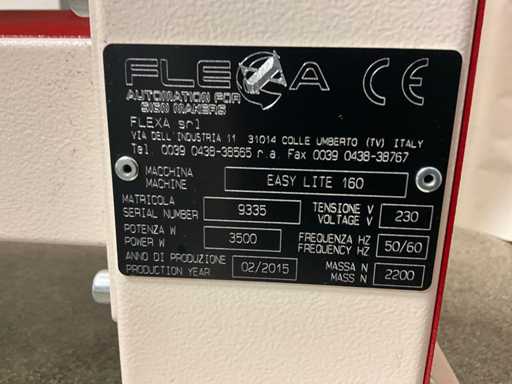 FLEXA CE
AUTOMATION FOR
SIGN MAKERS
FLEXA srl
VIA DELL'INDUSTRIA 11 31014 COLLE UMBERTO (TV) ITALY
Tel. 0039 0438-38565 r.a. Fax 0039 0438-38767
MACCHINA
MACHINE EASY LITE 160
MATRICOLA
SERIAL NUMBER 9335 TENSIONE V
VOLTAGE V 230
POTENZA W
POWER W 3500 FREQUENZA HZ
FREQUENCY HZ 50/60
ANNO DI PRODUZIONE
PRODUCTION YEAR 02/2015 MASSA N
MASS N 2200